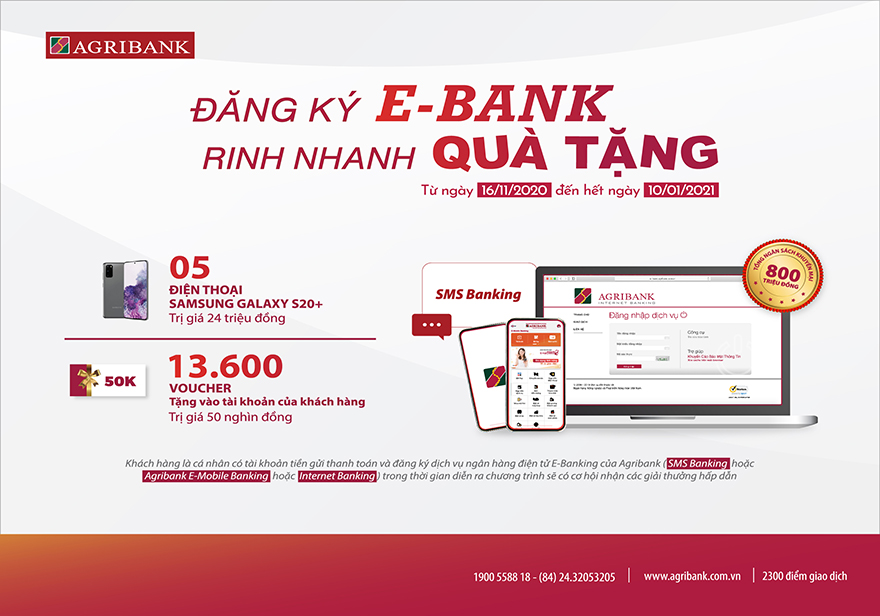 AGRIBANK
ĐĂNG KÝ E-BANK
RINH NHANH QUÀ TẶNG
Từ ngày 16/11/2020 đến hết ngày 10/01/2021
05
ĐIỆN THOẠI
SAMSUNG GALAXY S20+
Trị giá 24 triệu đồng
50K
13.600
VOUCHER
Tặng vào tài khoản của khách hàng
Trị giá 50 nghìn đồng
SMS Banking
TỔNG NGÂN SÁCH KHUYẾN MẠI
800
TRIỆU ĐỒNG
AGRIBANK
INTERNET BANKING
Đăng nhập dịch vụ
Công cụ
Trợ giúp
AGRIBANK
Khách hàng là cá nhân có tài khoản tiền gửi thanh toán và đăng ký dịch vụ ngân hàng điện tử E-Banking của Agribank ( SMS Banking hoặc
Agribank E-Mobile Banking hoặc Internet Banking ) trong thời gian diễn ra chương trình sẽ có cơ hội nhận các giải thưởng hấp dẫn
1900 5588 18 - (84) 24.32053205 | www.agribank.com.vn | 2300 điểm giao dịch